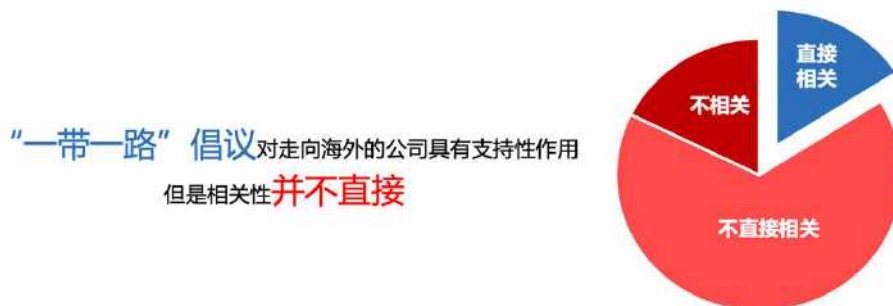 “一带一路”倡议对走向海外的公司具有支持性作用
但是相关性并不直接
直接
相关
不相关
不直接相关